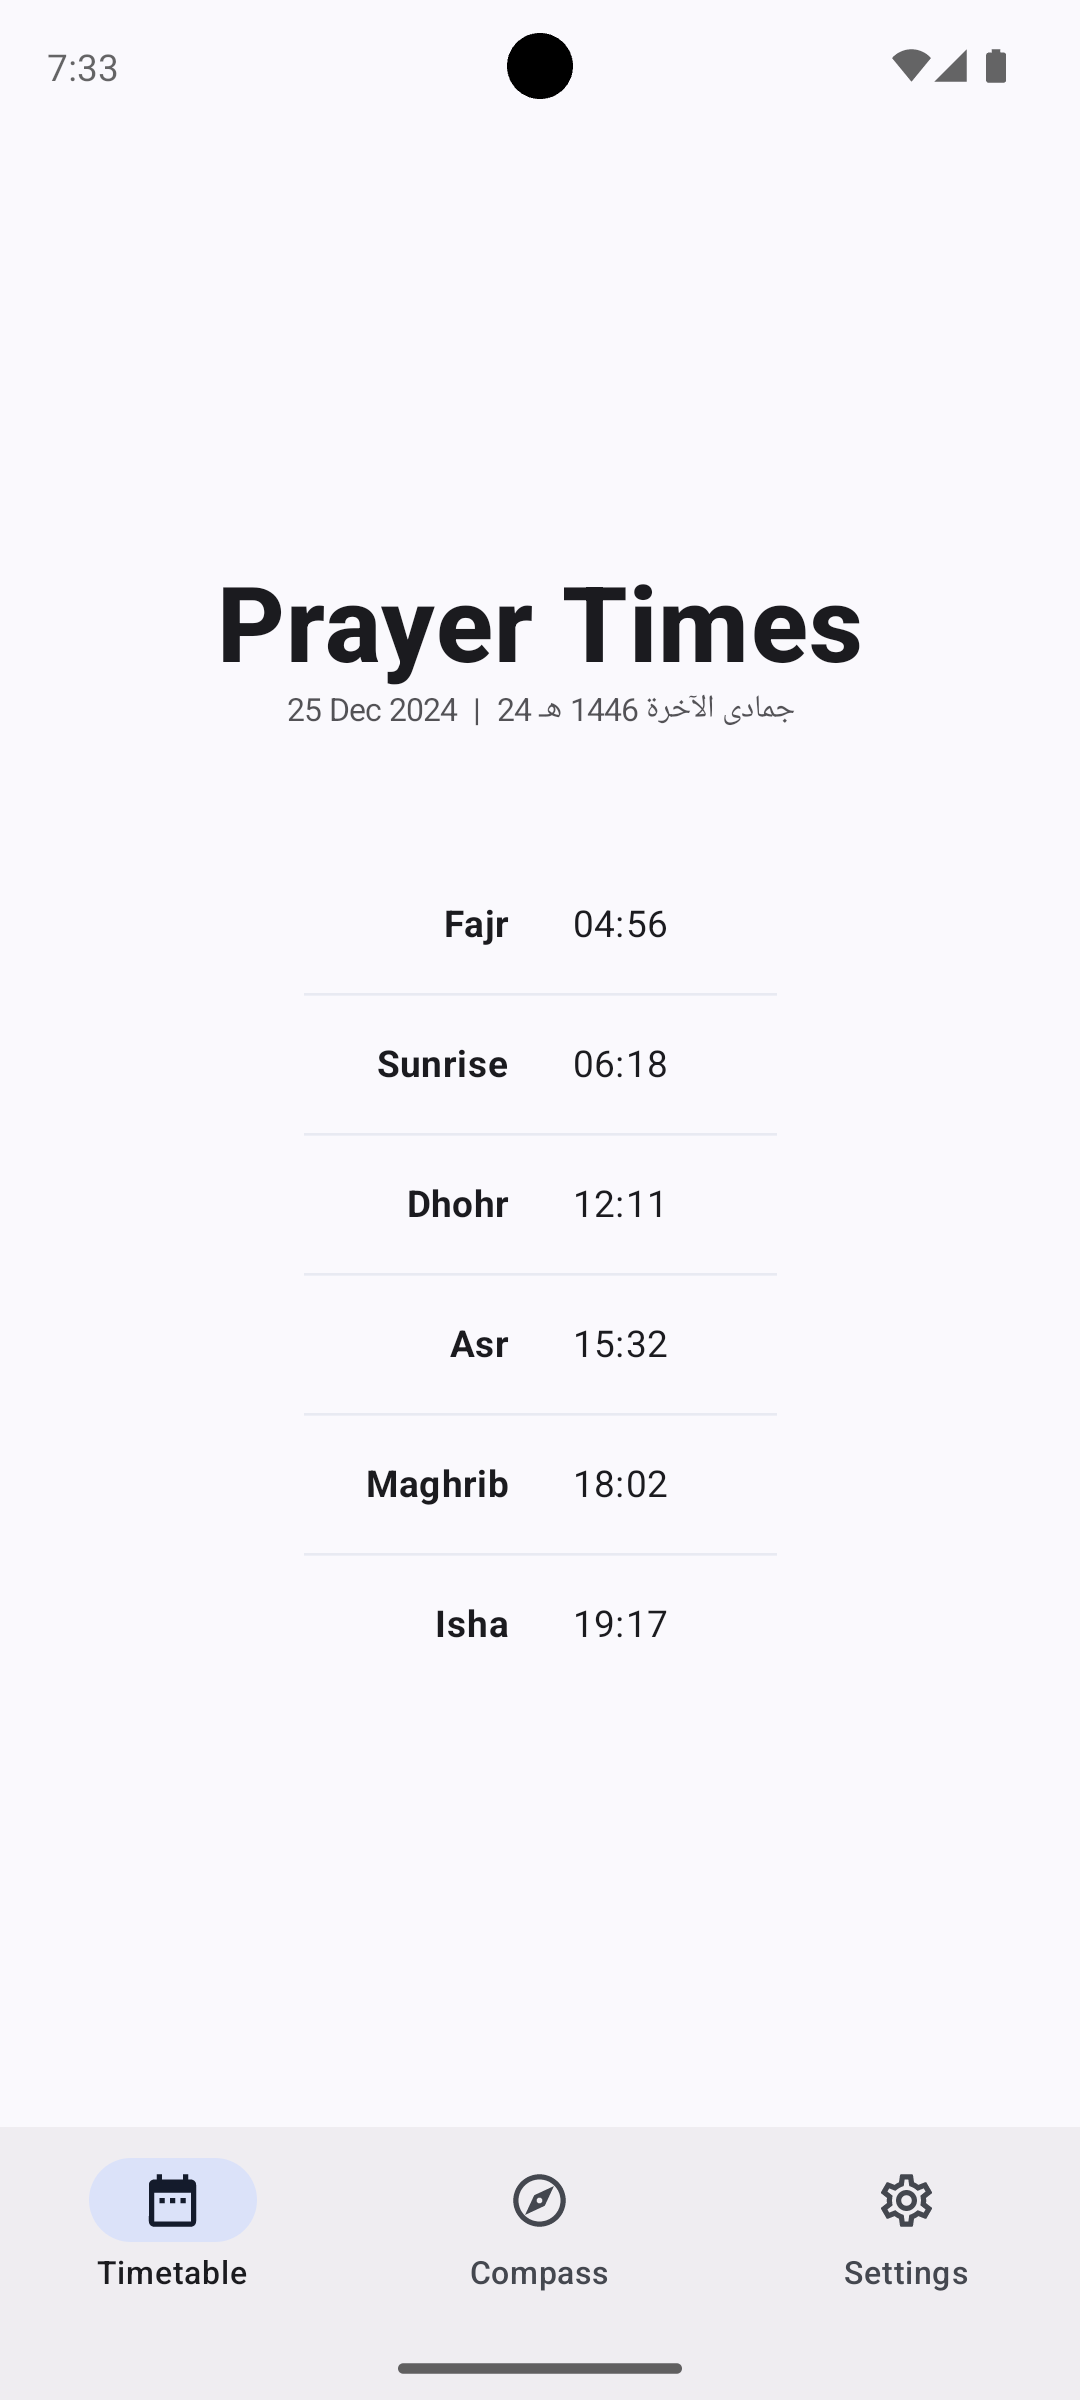 7:33
Prayer Times
25 Dec 2024 | 24 جمادى الآخرة 1446 هـ
Fajr 04:56
Sunrise 06:18
Dhohr 12:11
Asr 15:32
Maghrib 18:02
Isha 19:17
Timetable Compass Settings